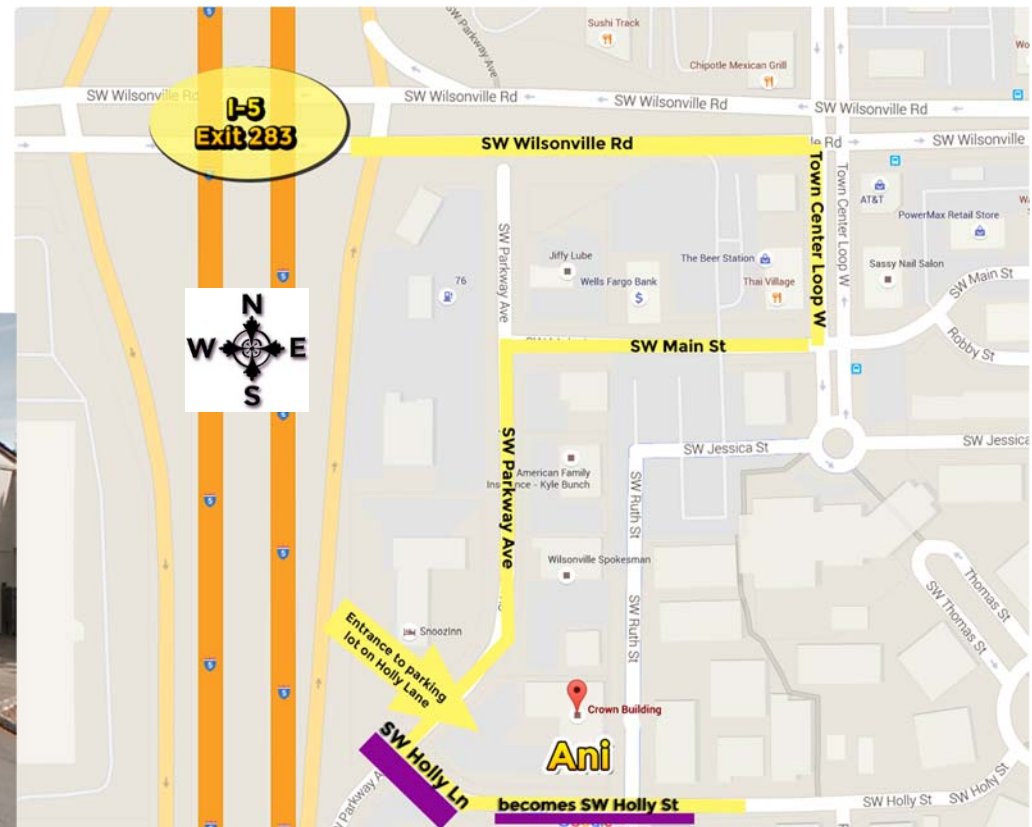 SW Parkway Ave
Sushi Track
Chipotle Mexican Grill
SW Wilsonville Rd
I-5
Exit 283
SW Wilsonville Rd
SW Wilsonville Rd
SW Wilsonville Rd
SW Wilsonville Rd
SW Wilsonville
Town Center Loop W
Town Center Loop W
AT&T
PowerMax Retail Store
SW Parkway Ave
Jiffy Lube
The Beer Station
Sassy Nail Salon
76
Wells Fargo Bank
Thai Village
SW Main St
Robby St
N
W E
S
SW Main St
SW Jessica St
SW Jessica
SW Parkway Ave
American Family
Insurance - Kyle Bunch
SW Ruth St
Wilsonville Spokesman
Thomas St
SW Thomas St
SW Ruth St
SnoozInn
Entrance to parking
lot on Holly Lane
Crown Building
Ani
SW Holly Ln
becomes SW Holly St
SW Holly St
SW Holly St